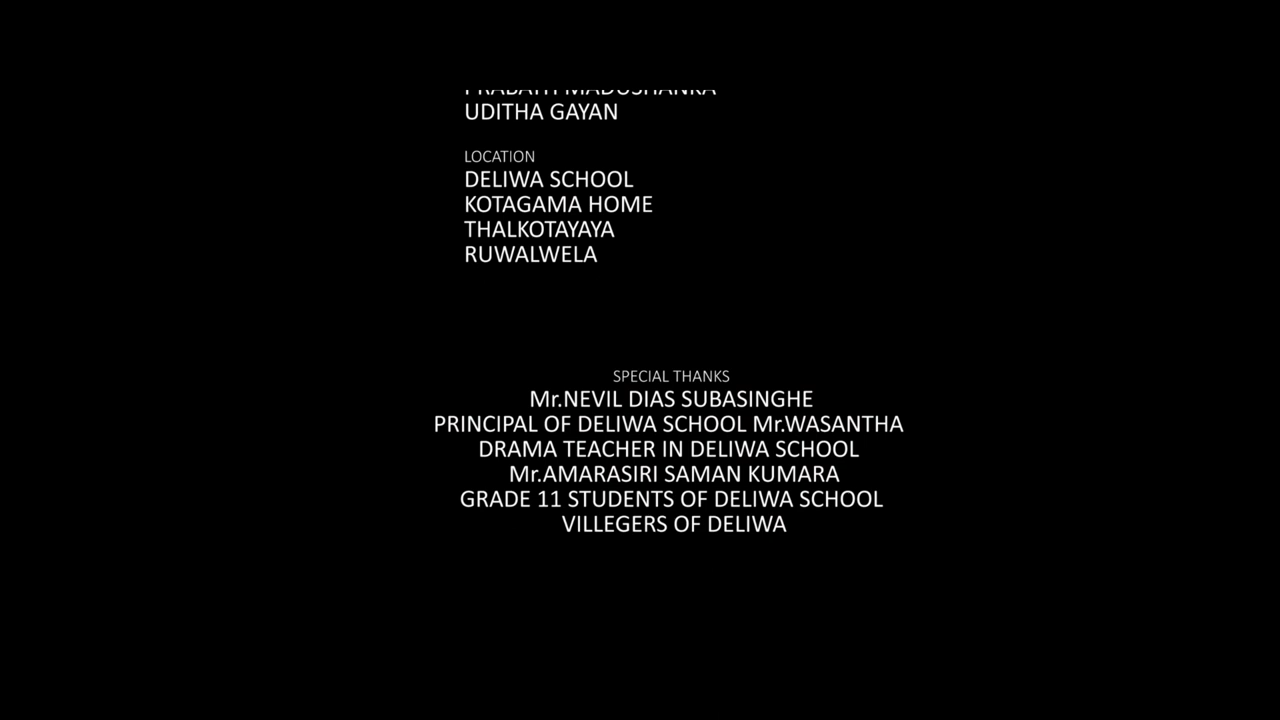 UDITHA GAYAN
LOCATION
DELIWA SCHOOL
KOTAGAMA HOME
THALKOTAYAYA
RUWALWELA
SPECIAL THANKS
Mr.NEVIL DIAS SUBASINGHE
PRINCIPAL OF DELIWA SCHOOL Mr.WASANTHA
DRAMA TEACHER IN DELIWA SCHOOL
Mr.AMARASIRI SAMAN KUMARA
GRADE 11 STUDENTS OF DELIWA SCHOOL
VILLEGERS OF DELIWA